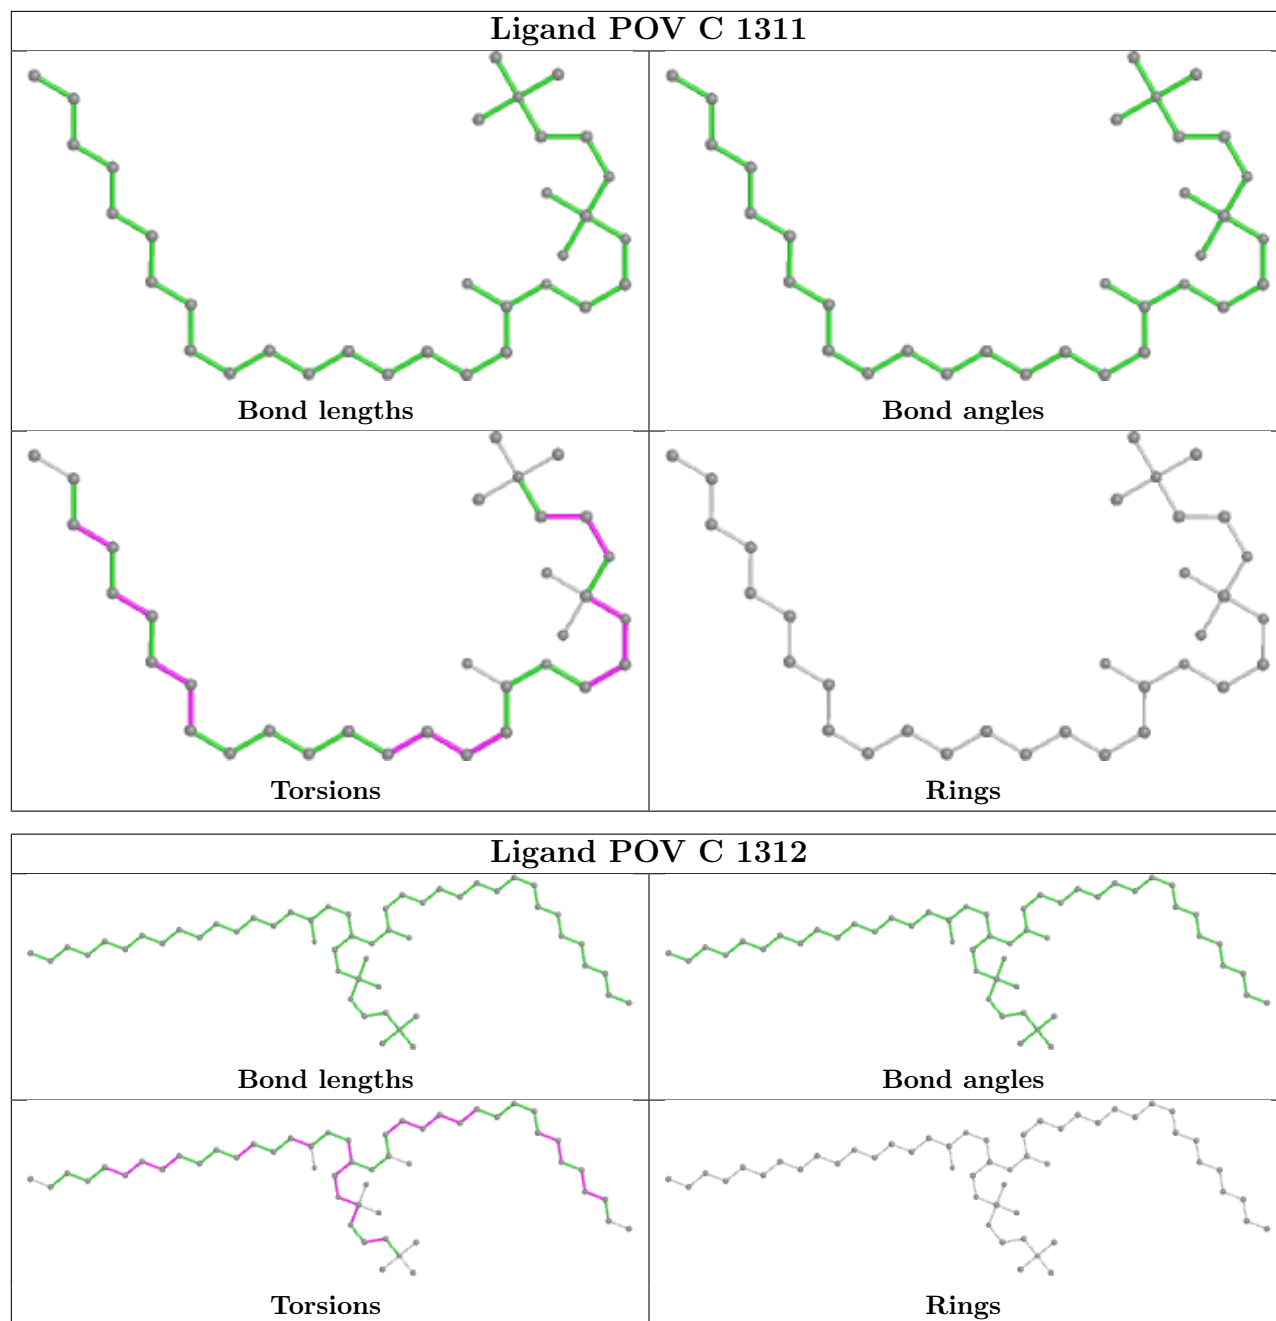 Ligand POV C 1311
Bond lengths
Bond angles
Torsions
Rings
Ligand POV C 1312
Bond lengths
Bond angles
Torsions
Rings